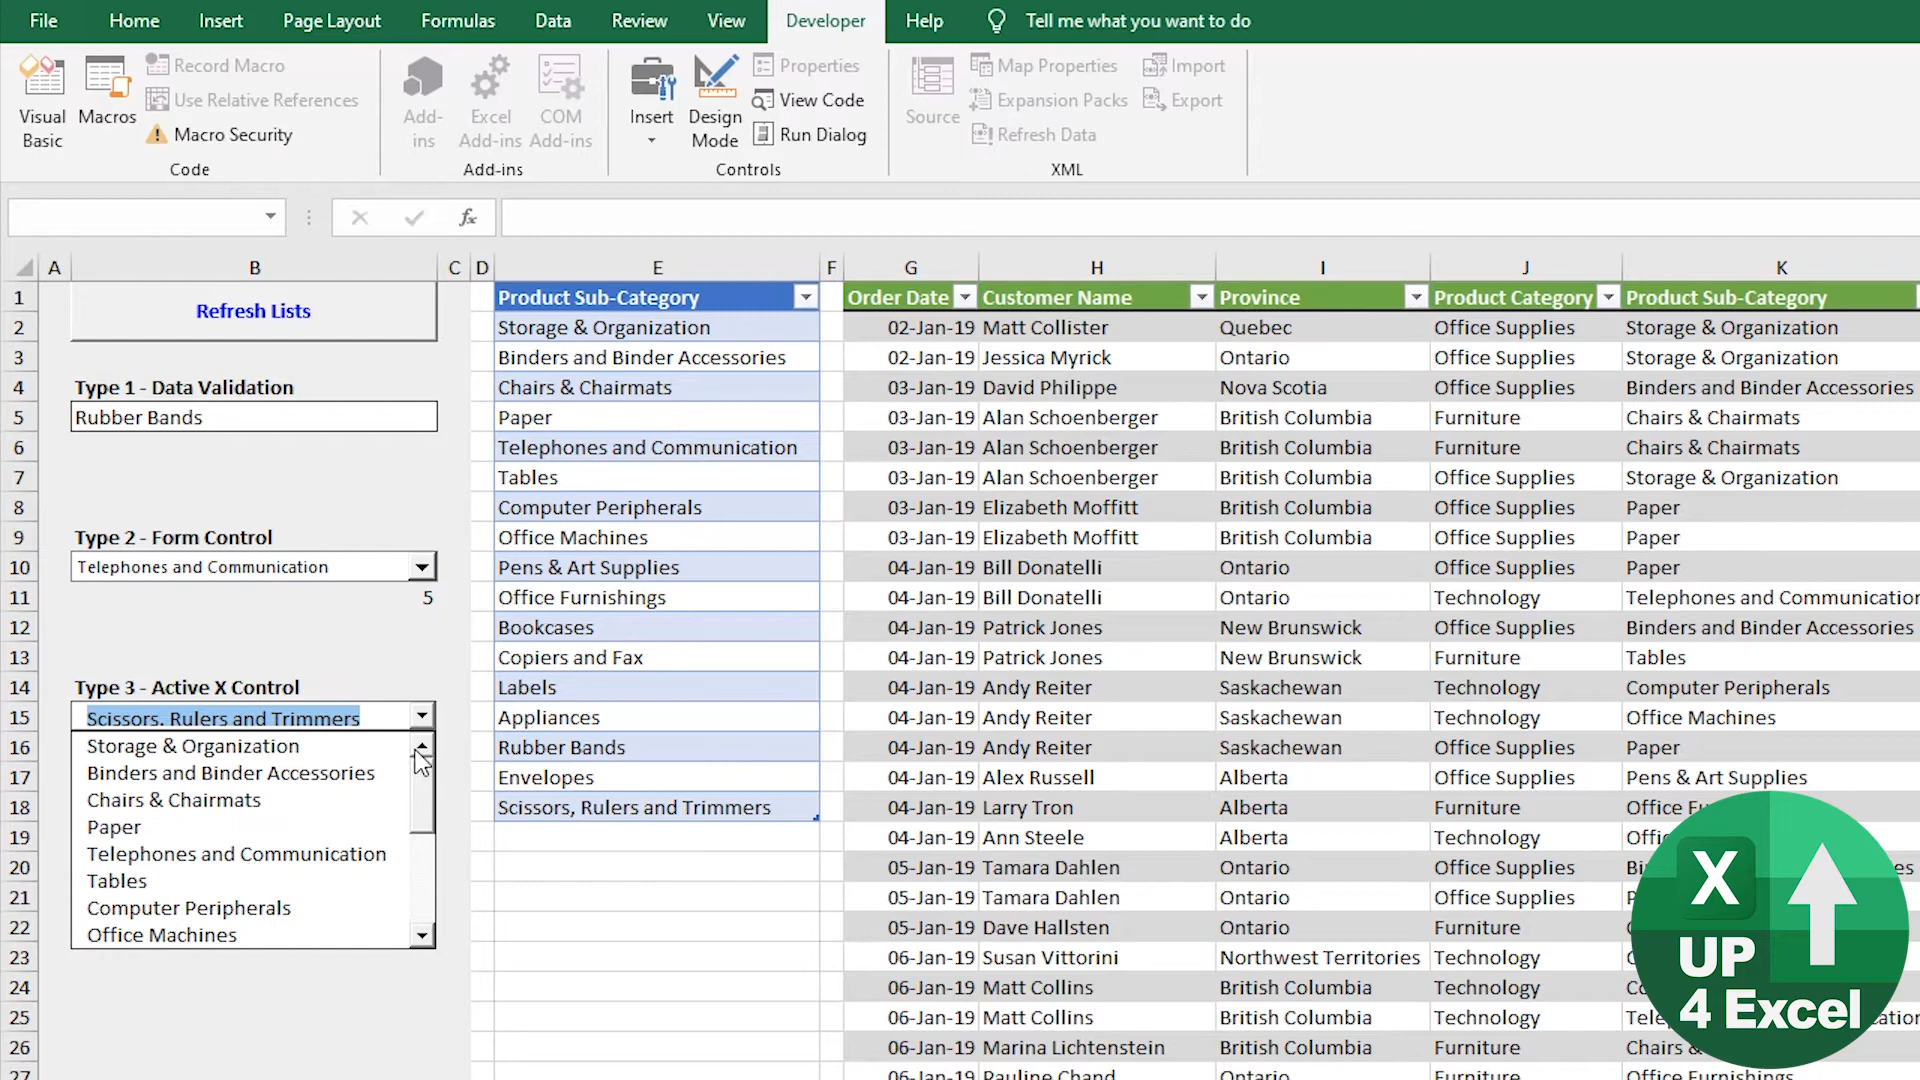 File Home Insert Page Layout Formulas Data Review View Developer Help Tell me what you want to do
Visual Basic
Macros
Record Macro
Use Relative References
Macro Security
Code
Add-ins
Excel Add-ins
COM Add-ins
Add-ins
Insert
Design Mode
Properties
View Code
Run Dialog
Controls
Source
Map Properties
Expansion Packs
Refresh Data
Import
Export
XML
fx
A B C D E F G H I J K
1 Refresh Lists Product Sub-Category Order Date Customer Name Province Product Category Product Sub-Category
2 Storage & Organization 02-Jan-19 Matt Collister Quebec Office Supplies Storage & Organization
3 Binders and Binder Accessories 02-Jan-19 Jessica Myrick Ontario Office Supplies Storage & Organization
4 Type 1 - Data Validation Chairs & Chairmats 03-Jan-19 David Philippe Nova Scotia Office Supplies Binders and Binder Accessories
5 Rubber Bands Paper 03-Jan-19 Alan Schoenberger British Columbia Furniture Chairs & Chairmats
6 Telephones and Communication 03-Jan-19 Alan Schoenberger British Columbia Furniture Chairs & Chairmats
7 Tables 03-Jan-19 Alan Schoenberger British Columbia Office Supplies Storage & Organization
8 Computer Peripherals 03-Jan-19 Elizabeth Moffitt British Columbia Office Supplies Paper
9 Type 2 - Form Control Office Machines 03-Jan-19 Elizabeth Moffitt British Columbia Office Supplies Paper
10 Telephones and Communication Pens & Art Supplies 04-Jan-19 Bill Donatelli Ontario Office Supplies Paper
11 5 Office Furnishings 04-Jan-19 Bill Donatelli Ontario Technology Telephones and Communication
12 Bookcases 04-Jan-19 Patrick Jones New Brunswick Office Supplies Binders and Binder Accessories
13 Copiers and Fax 04-Jan-19 Patrick Jones New Brunswick Furniture Tables
14 Type 3 - Active X Control Labels 04-Jan-19 Andy Reiter Saskachewan Technology Computer Peripherals
15 Scissors, Rulers and Trimmers Appliances 04-Jan-19 Andy Reiter Saskachewan Technology Office Machines
16 Storage & Organization Rubber Bands 04-Jan-19 Andy Reiter Saskachewan Office Supplies Paper
17 Binders and Binder Accessories Envelopes 04-Jan-19 Alex Russell Alberta Office Supplies Pens & Art Supplies
18 Chairs & Chairmats Scissors, Rulers and Trimmers 04-Jan-19 Larry Tron Alberta Furniture Office
19 Paper 04-Jan-19 Ann Steele Alberta Technology
20 Telephones and Communication 05-Jan-19 Tamara Dahlen Ontario Office Supplies
21 Tables 05-Jan-19 Tamara Dahlen Ontario Office Supplies
22 Computer Peripherals 05-Jan-19 Dave Hallsten Ontario Furniture
23 Office Machines 06-Jan-19 Susan Vittorini Northwest Territories Technology
24 06-Jan-19 Matt Collins British Columbia Technology
25 06-Jan-19 Matt Collins British Columbia Technology
26 06-Jan-19 Marina Lichtenstein British Columbia Furniture Chairs &
27 06-Jan-19 Pauline Chand Ontario Furniture Office Furnishings
X
UP
4 Excel